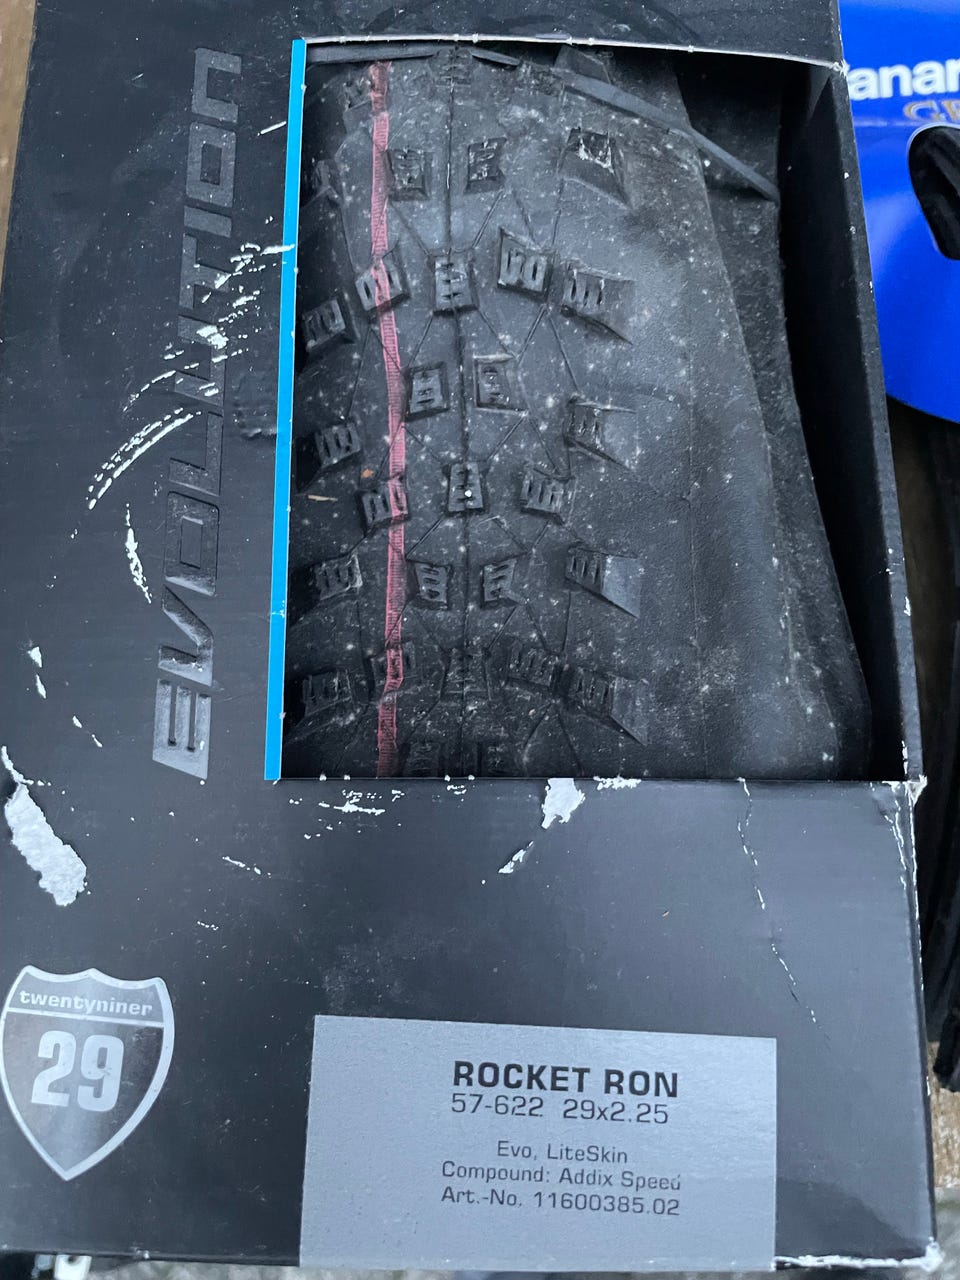 EVOLUTION
twentyniner
29
ROCKET RON
57-622 29x2.25
Evo, LiteSkin
Compound: Addix Speed
Art.-No. 11600385.02